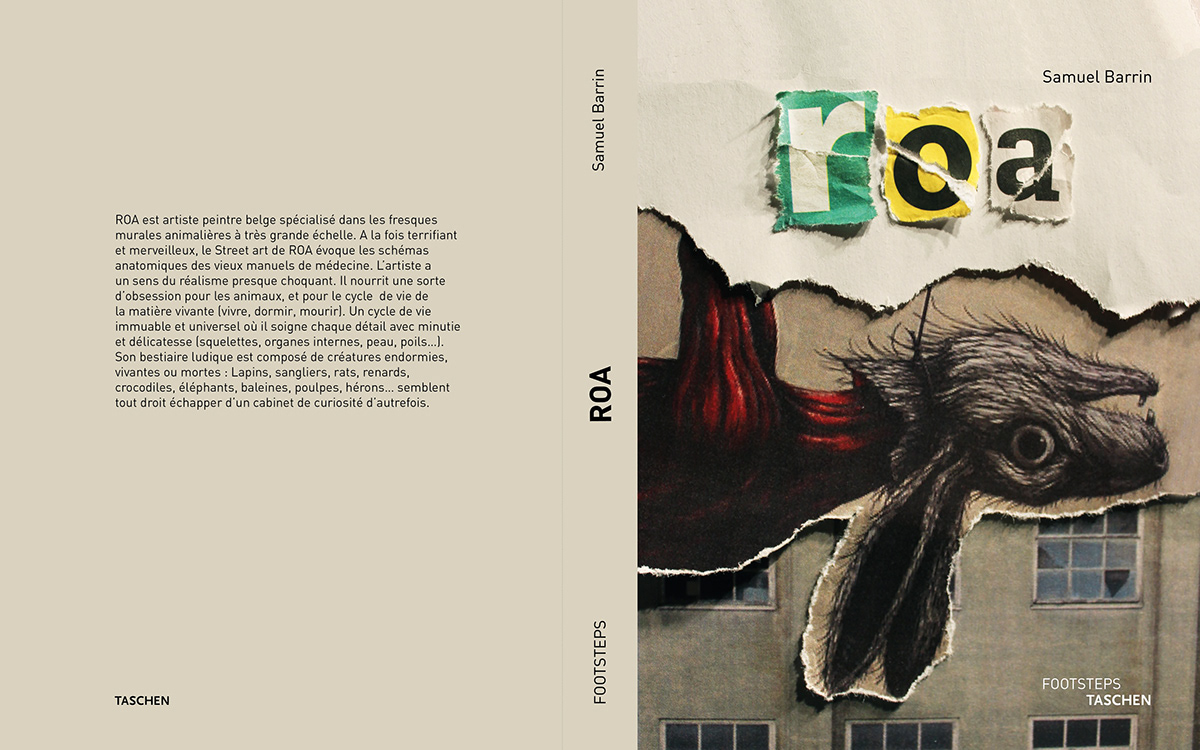 ROA est artiste peintre belge spécialisé dans les fresques
murales animalières à très grande échelle. A la fois terrifiant
et merveilleux, le Street art de ROA évoque les schémas
anatomiques des vieux manuels de médecine. L'artiste a
un sens du réalisme presque choquant. Il nourrit une sorte
d'obsession pour les animaux, et pour le cycle de vie de
la matière vivante (vivre, dormir, mourir). Un cycle de vie
immuable et universel où il soigne chaque détail avec minutie
et délicatesse (squelettes, organes internes, peau, poils...).
Son bestiaire ludique est composé de créatures endormies,
vivantes ou mortes : Lapins, sangliers, rats, renards,
crocodiles, éléphants, baleines, poulpes, hérons... semblent
tout droit échapper d'un cabinet de curiosité d'autrefois.
TASCHEN
Samuel Barrin
ROA
FOOTSTEPS
Samuel Barrin
roa
FOOTSTEPS
TASCHEN